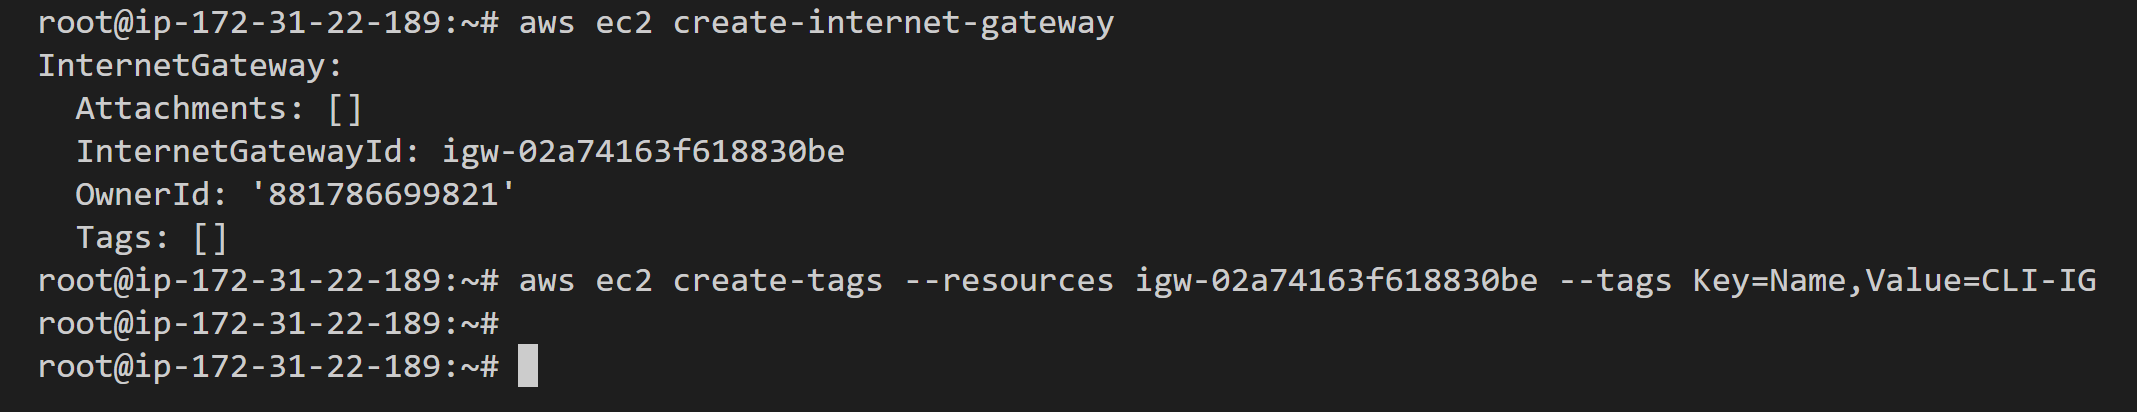 root@ip-172-31-22-189:~# aws ec2 create-internet-gateway
InternetGateway:
  Attachments: []
  InternetGatewayId: igw-02a74163f618830be
  OwnerId: '881786699821'
  Tags: []
root@ip-172-31-22-189:~# aws ec2 create-tags --resources igw-02a74163f618830be --tags Key=Name,Value=CLI-IG
root@ip-172-31-22-189:~#
root@ip-172-31-22-189:~#